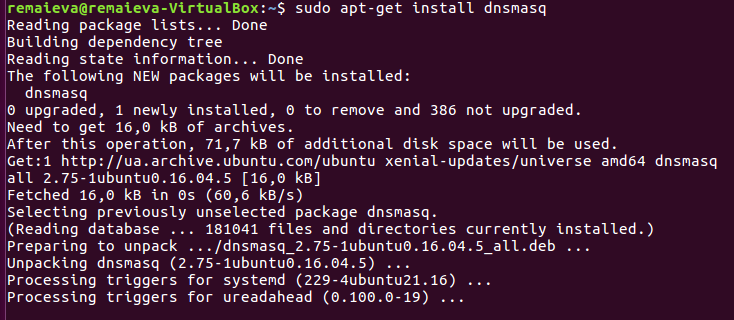 remaieva@remaieva-VirtualBox:~$ sudo apt-get install dnsmasq
Reading package lists... Done
Building dependency tree
Reading state information... Done
The following NEW packages will be installed:
  dnsmasq
0 upgraded, 1 newly installed, 0 to remove and 386 not upgraded.
Need to get 16,0 kB of archives.
After this operation, 71,7 kB of additional disk space will be used.
Get:1 http://ua.archive.ubuntu.com/ubuntu xenial-updates/universe amd64 dnsmasq
all 2.75-1ubuntu0.16.04.5 [16,0 kB]
Fetched 16,0 kB in 0s (60,6 kB/s)
Selecting previously unselected package dnsmasq.
(Reading database ... 181041 files and directories currently installed.)
Preparing to unpack .../dnsmasq_2.75-1ubuntu0.16.04.5_all.deb ...
Unpacking dnsmasq (2.75-1ubuntu0.16.04.5) ...
Processing triggers for systemd (229-4ubuntu21.16) ...
Processing triggers for ureadahead (0.100.0-19) ...